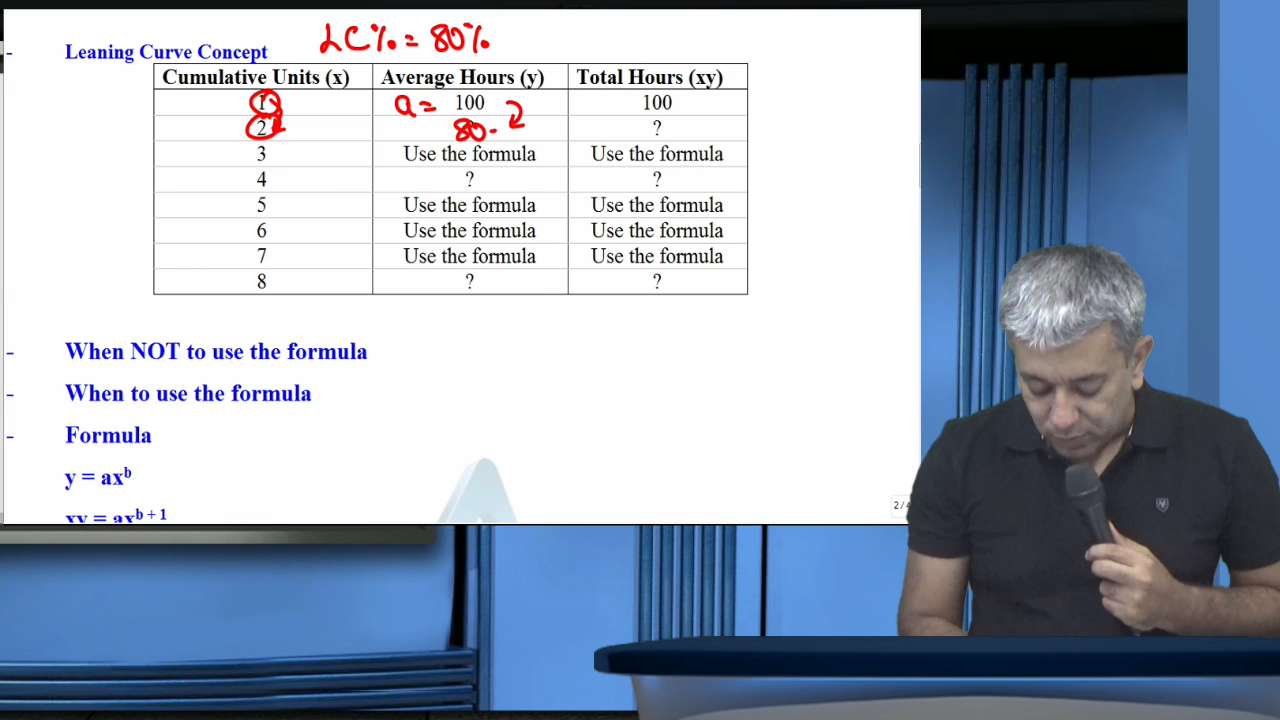 LC% = 80%
- Leaning Curve Concept
Cumulative Units (x) Average Hours (y) Total Hours (xy)
1 a = 100 100
2 80 ?
3 Use the formula Use the formula
4 ? ?
5 Use the formula Use the formula
6 Use the formula Use the formula
7 Use the formula Use the formula
8 ? ?
- When NOT to use the formula
- When to use the formula
- Formula
y = ax^b
xy = ax^b + 1